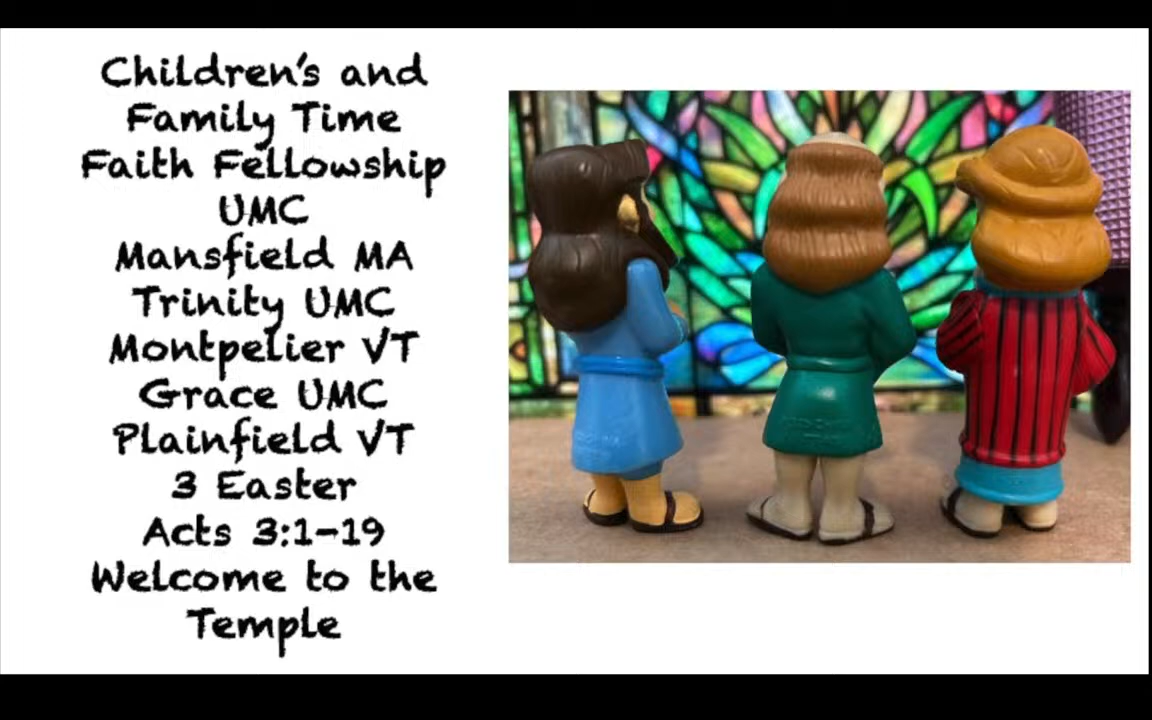 Children's and
Family Time
Faith Fellowship
UMC
Mansfield MA
Trinity UMC
Montpelier VT
Grace UMC
Plainfield VT
3 Easter
Acts 3:1-19
Welcome to the
Temple